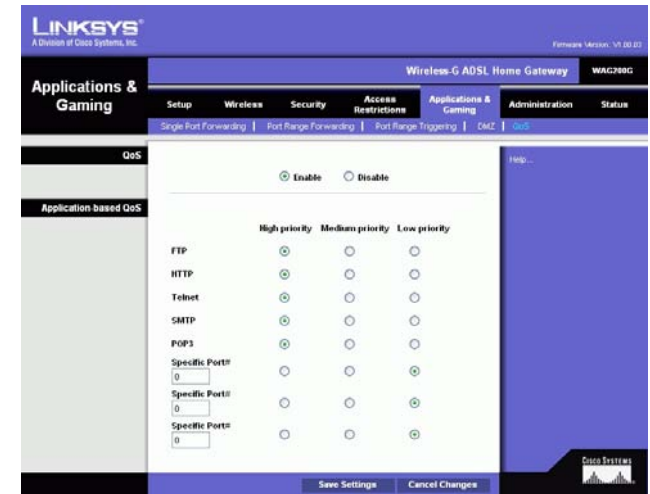 LINKSYS®
A Division of Cisco Systems, Inc.
Firmware Version: V1.00.03
Wireless-G ADSL Home Gateway WAG200G
Applications & Gaming
Setup Wireless Security Access Restrictions Applications & Gaming Administration Status
Single Port Forwarding | Port Range Forwarding | Port Range Triggering | DMZ | QoS
QoS
Enable Disable
Help...
Application-based QoS
High priority Medium priority Low priority
FTP
HTTP
Telnet
SMTP
POP3
Specific Port#
0
Specific Port#
0
Specific Port#
0
Save Settings Cancel Changes
CISCO SYSTEMS